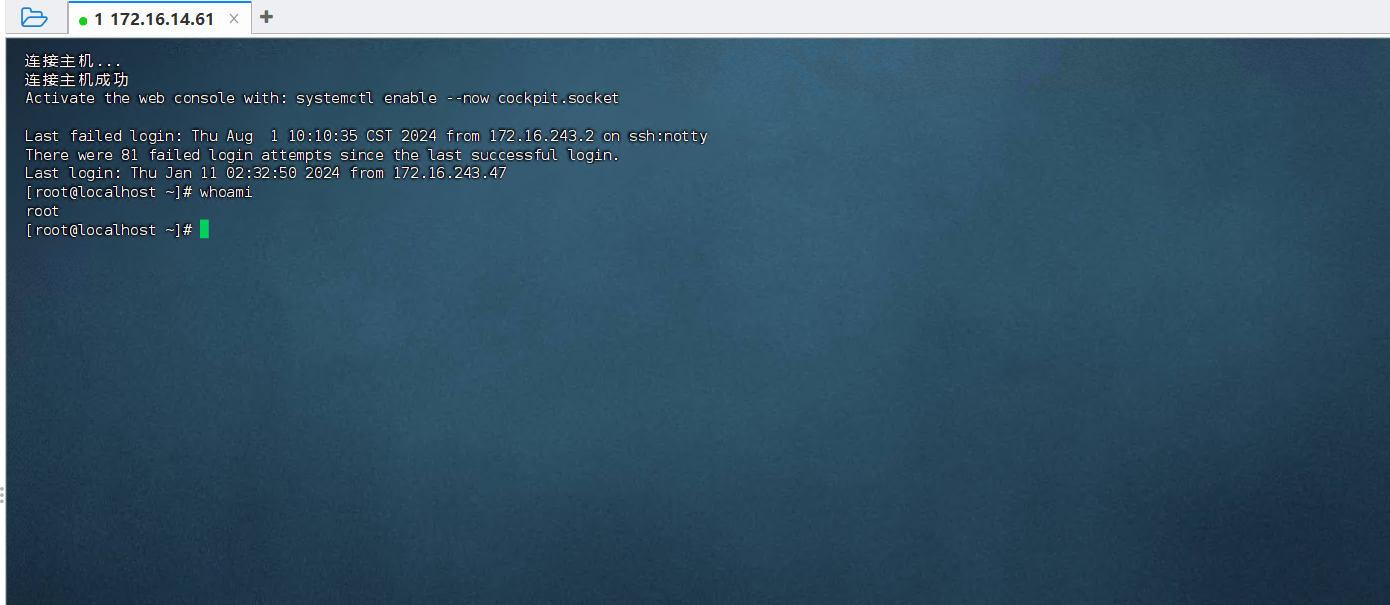 1 172.16.14.61
连接主机...
连接主机成功
Activate the web console with: systemctl enable --now cockpit.socket
Last failed login: Thu Aug  1 10:10:35 CST 2024 from 172.16.243.2 on ssh:notty
There were 81 failed login attempts since the last successful login.
Last login: Thu Jan 11 02:32:50 2024 from 172.16.243.47
[root@localhost ~]# whoami
root
[root@localhost ~]#